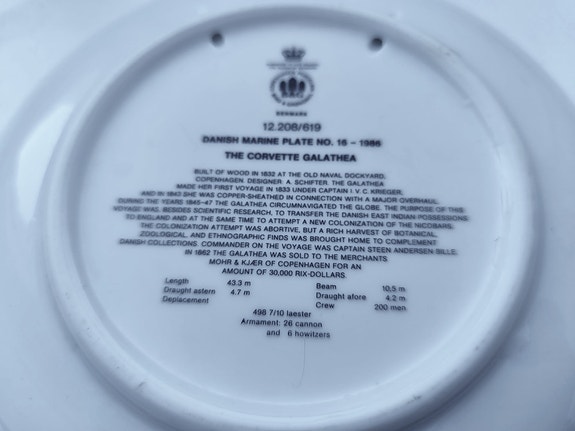 DENMARK
12.208/619
DANISH MARINE PLATE NO. 16 - 1986
THE CORVETTE GALATHEA
BUILT OF WOOD IN 1832 AT THE OLD NAVAL DOCKYARD,
COPENHAGEN. DESIGNER: A. SCHIFTER. THE GALATHEA
MADE HER FIRST VOYAGE IN 1833 UNDER CAPTAIN I. V. C. KRIEGER,
AND IN 1843 SHE WAS COPPER-SHEATHED IN CONNECTION WITH A MAJOR OVERHAUL.
DURING THE YEARS 1845-47 THE GALATHEA CIRCUMNAVIGATED THE GLOBE. THE PURPOSE OF THIS
VOYAGE WAS, BESIDES SCIENTIFIC RESEARCH, TO TRANSFER THE DANISH EAST INDIAN POSSESSIONS
TO ENGLAND AND AT THE SAME TIME TO ATTEMPT A NEW COLONIZATION OF THE NICOBARS.
THE COLONIZATION ATTEMPT WAS ABORTIVE, BUT A RICH HARVEST OF BOTANICAL,
ZOOLOGICAL AND ETHNOGRAPHIC FINDS WAS BROUGHT HOME TO COMPLEMENT
DANISH COLLECTIONS. COMMANDER ON THE VOYAGE WAS CAPTAIN STEEN ANDERSEN BILLE.
IN 1862 THE GALATHEA WAS SOLD TO THE MERCHANTS
MOHR & KJÆR OF COPENHAGEN FOR AN
AMOUNT OF 30,000 RIX-DOLLARS.
Length 43.3 m Beam 10,5 m
Draught astern 4.7 m Draught afore 4.2 m
Deplacement Crew 200 men
498 7/10 laester
Armament: 26 cannon
and 6 howitzers